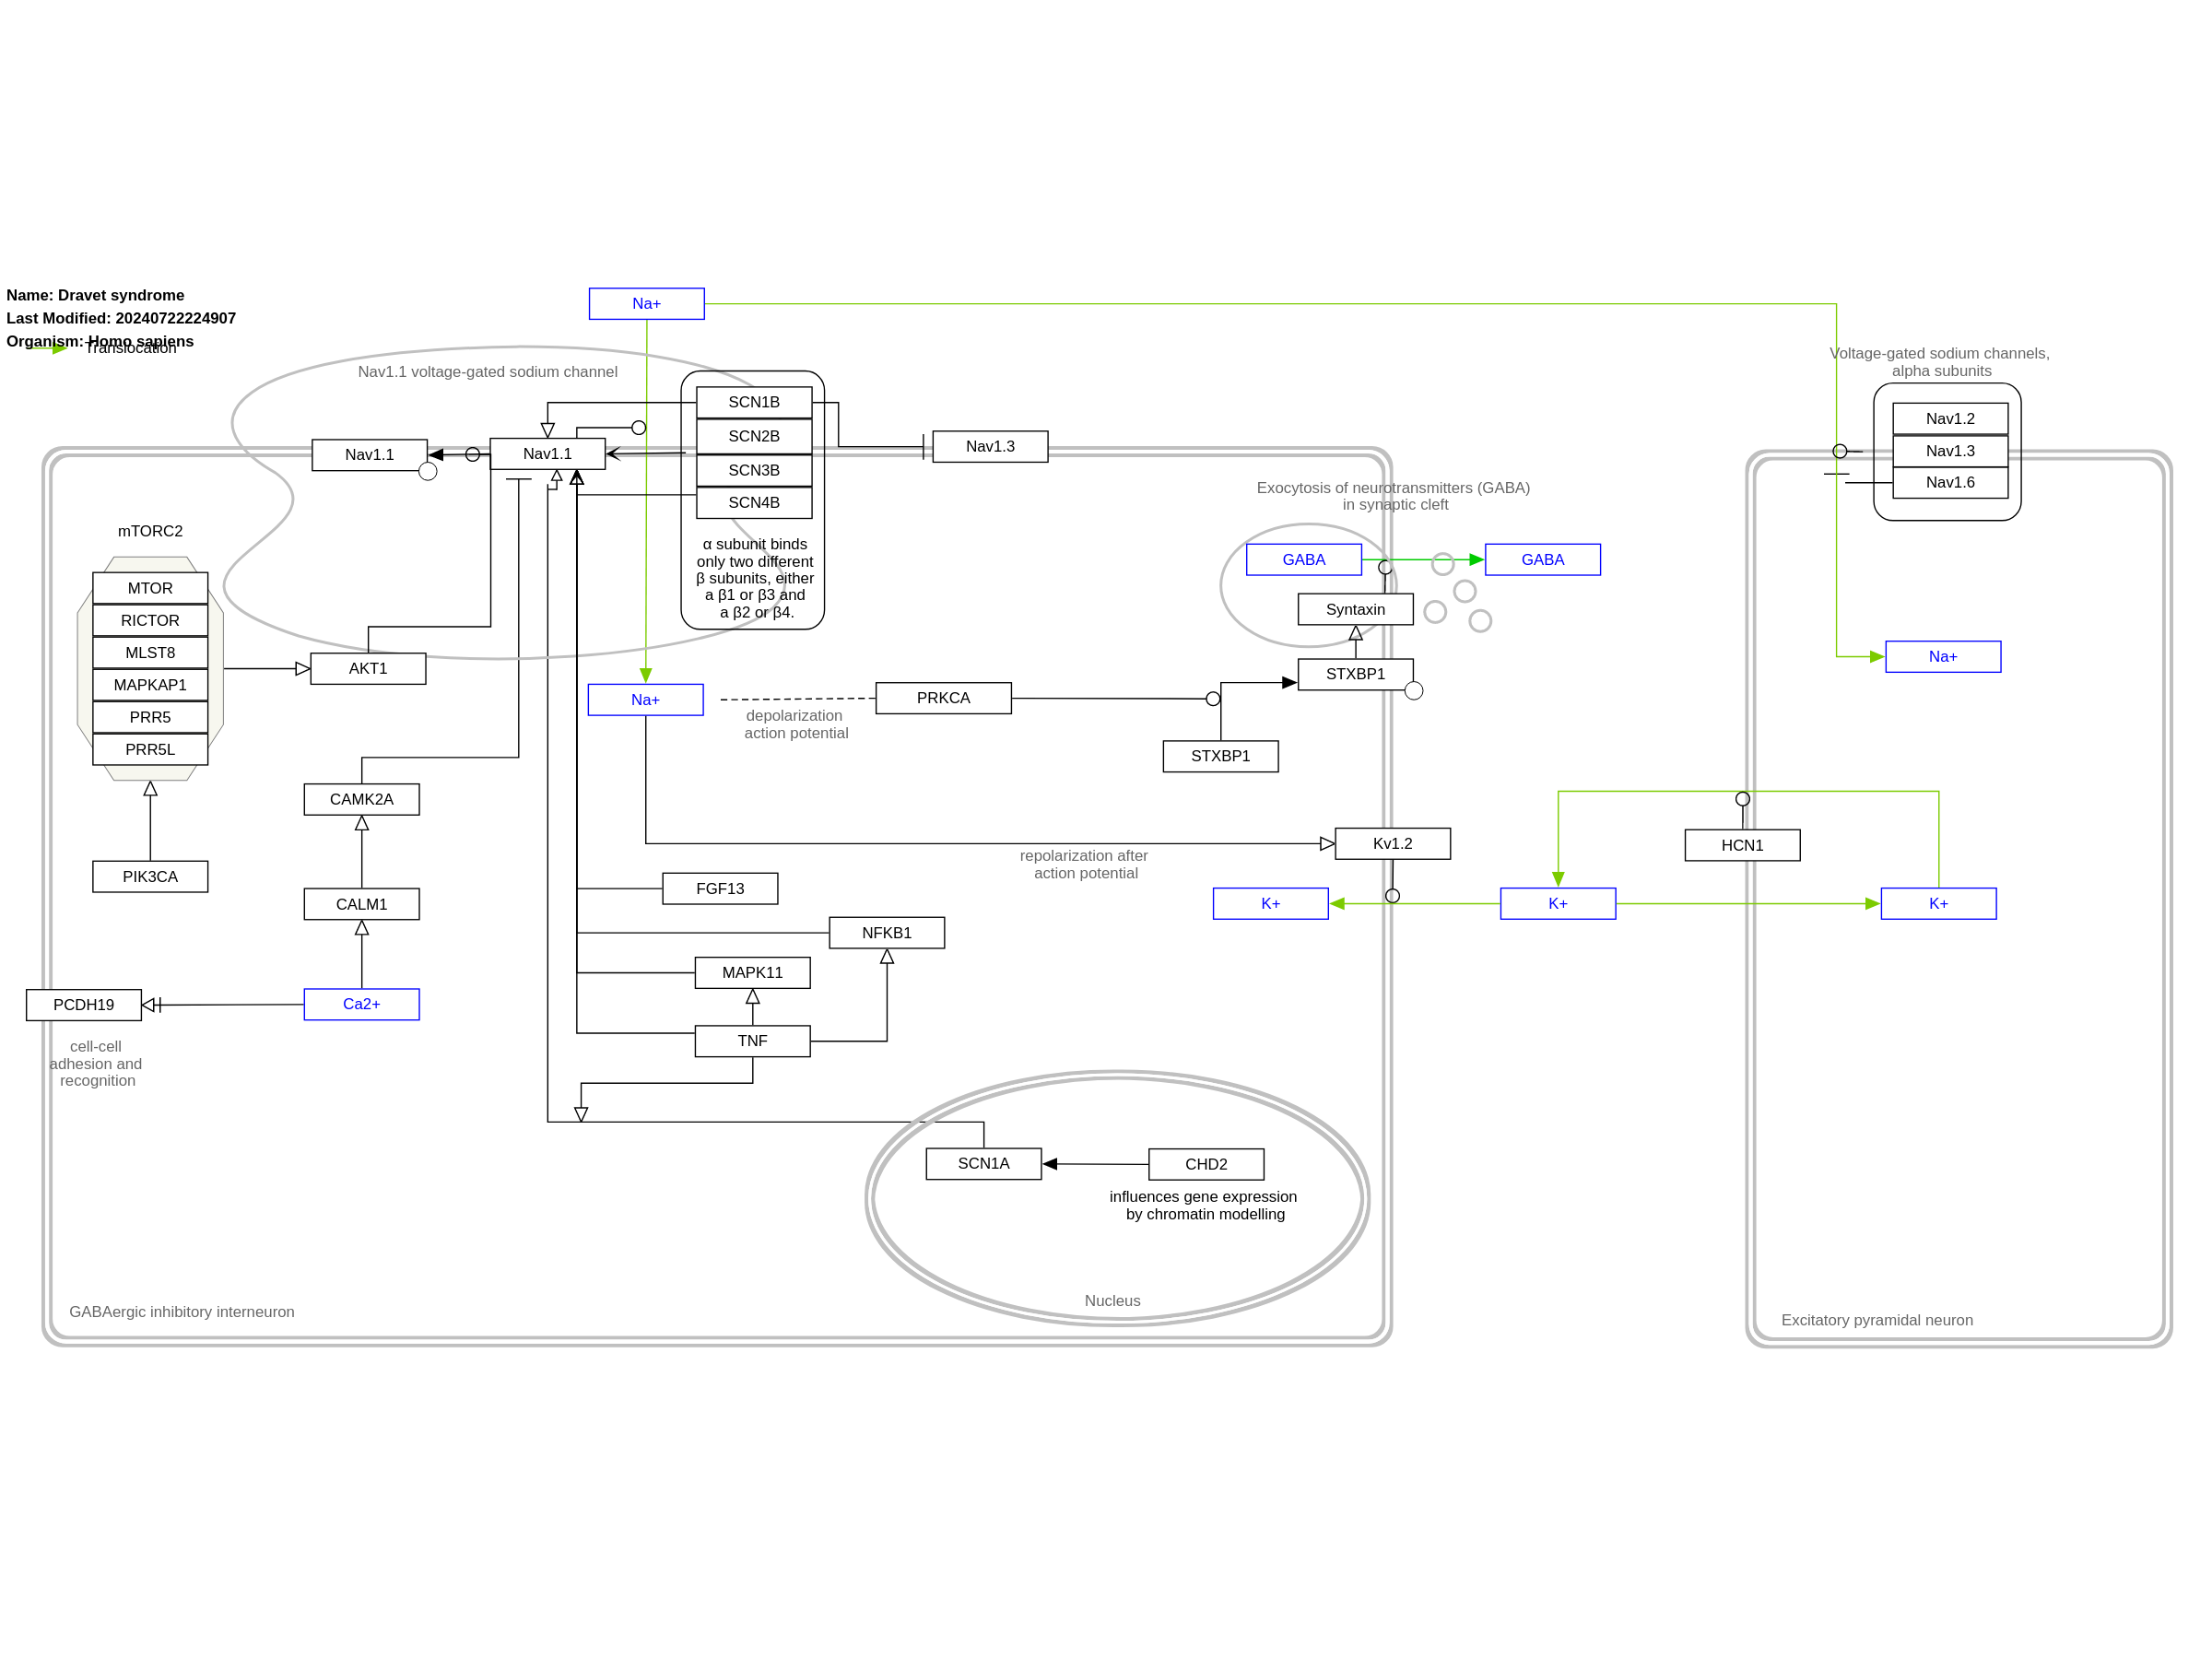 Name: Dravet syndrome
Last Modified: 20240722224907
Organism: Homo sapiens
Translocation
Na+
Nav1.1 voltage-gated sodium channel
Voltage-gated sodium channels,
alpha subunits
SCN1B
SCN2B
SCN3B
SCN4B
Nav1.1
Nav1.1
Nav1.3
Nav1.2
Nav1.3
Nav1.6
α subunit binds
only two different
β subunits, either
a β1 or β3 and
a β2 or β4.
Exocytosis of neurotransmitters (GABA)
in synaptic cleft
GABA
GABA
Syntaxin
STXBP1
STXBP1
mTORC2
MTOR
RICTOR
MLST8
MAPKAP1
PRR5
PRR5L
AKT1
PIK3CA
Na+
depolarization
action potential
PRKCA
Na+
CAMK2A
CALM1
Ca2+
PCDH19
cell-cell
adhesion and
recognition
Kv1.2
repolarization after
action potential
HCN1
K+
K+
K+
FGF13
NFKB1
MAPK11
TNF
SCN1A
CHD2
influences gene expression
by chromatin modelling
Nucleus
GABAergic inhibitory interneuron
Excitatory pyramidal neuron